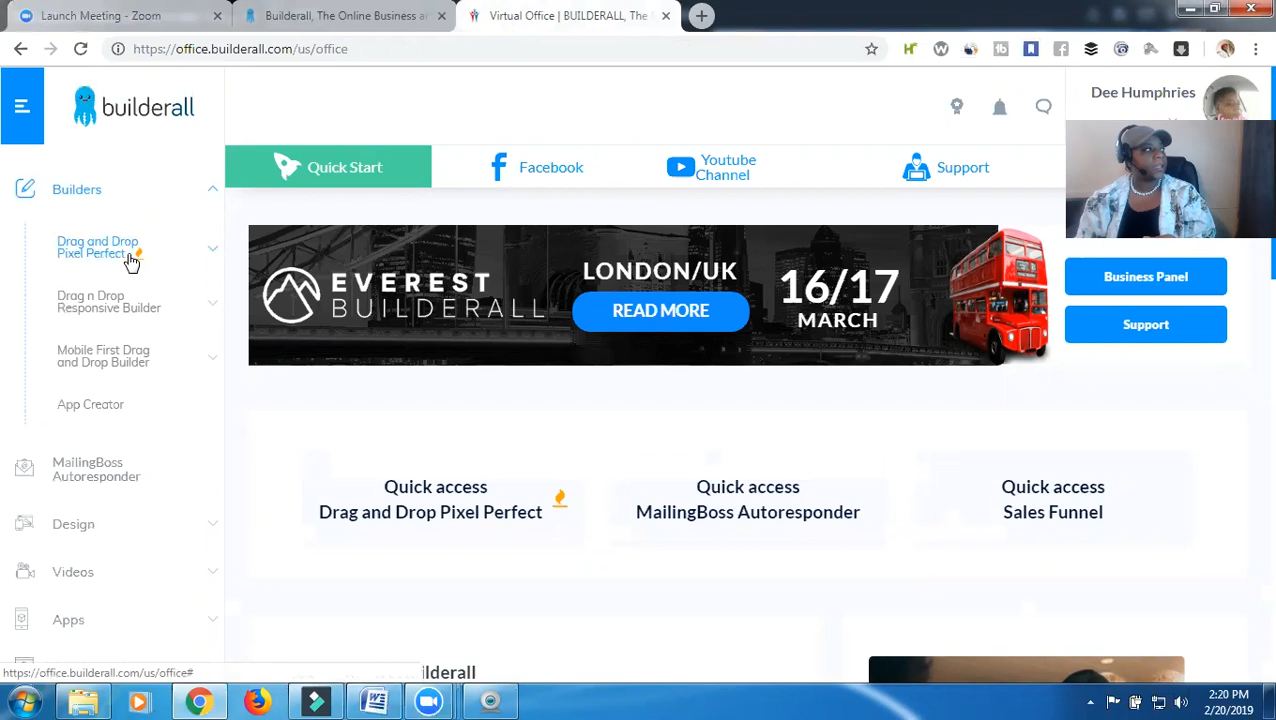 Launch Meeting - Zoom
Builderall, The Online Business a
Virtual Office | BUILDERALL, The
https://office.builderall.com/us/office
builderall
Dee Humphries
Quick Start
Facebook
Youtube
Channel
Support
Builders
Drag and Drop
Pixel Perfect
Drag n Drop
Responsive Builder
Mobile First Drag
and Drop Builder
App Creator
MailingBoss
Autoresponder
Design
Videos
Apps
EVEREST
BUILDERALL
LONDON/UK
READ MORE
16/17
MARCH
Business Panel
Support
Quick access
Drag and Drop Pixel Perfect
Quick access
MailingBoss Autoresponder
Quick access
Sales Funnel
https://office.builderall.com/us/office#
ilderall
2:20 PM
2/20/2019